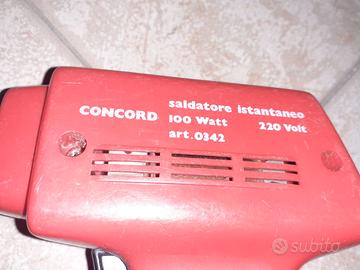 CONCORD saldatore istantaneo
100 Watt 220 Volt
art.0342
subito